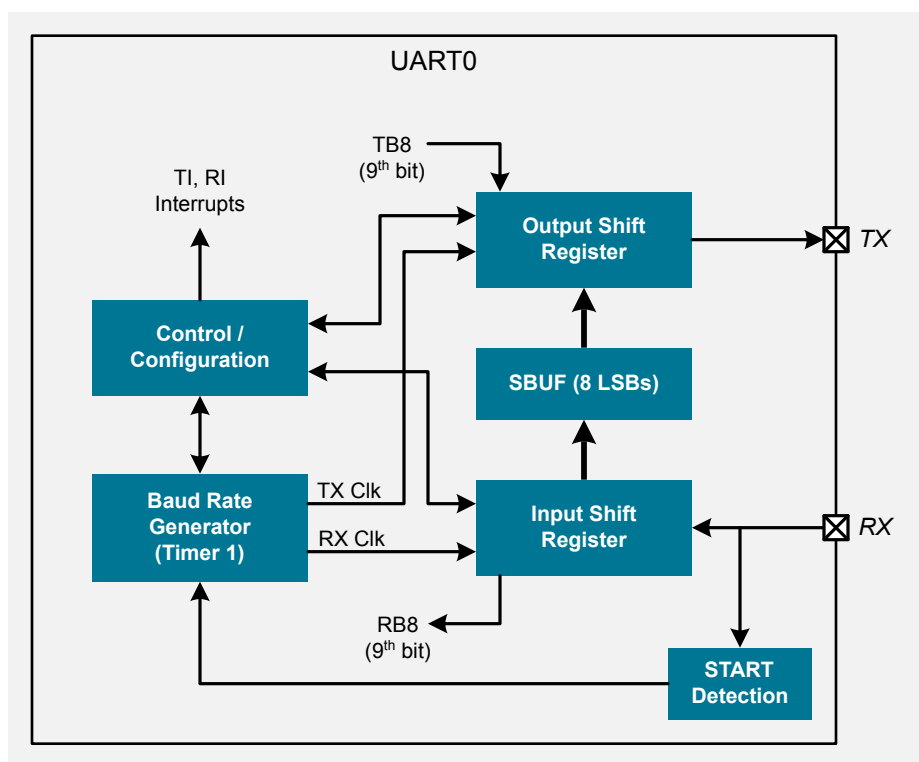 UART0
TB8
(9th bit)
TI, RI
Interrupts
Output Shift
Register
TX
Control /
Configuration
SBUF (8 LSBs)
Baud Rate
Generator
(Timer 1)
TX Clk
RX Clk
Input Shift
Register
RX
RB8
(9th bit)
START
Detection